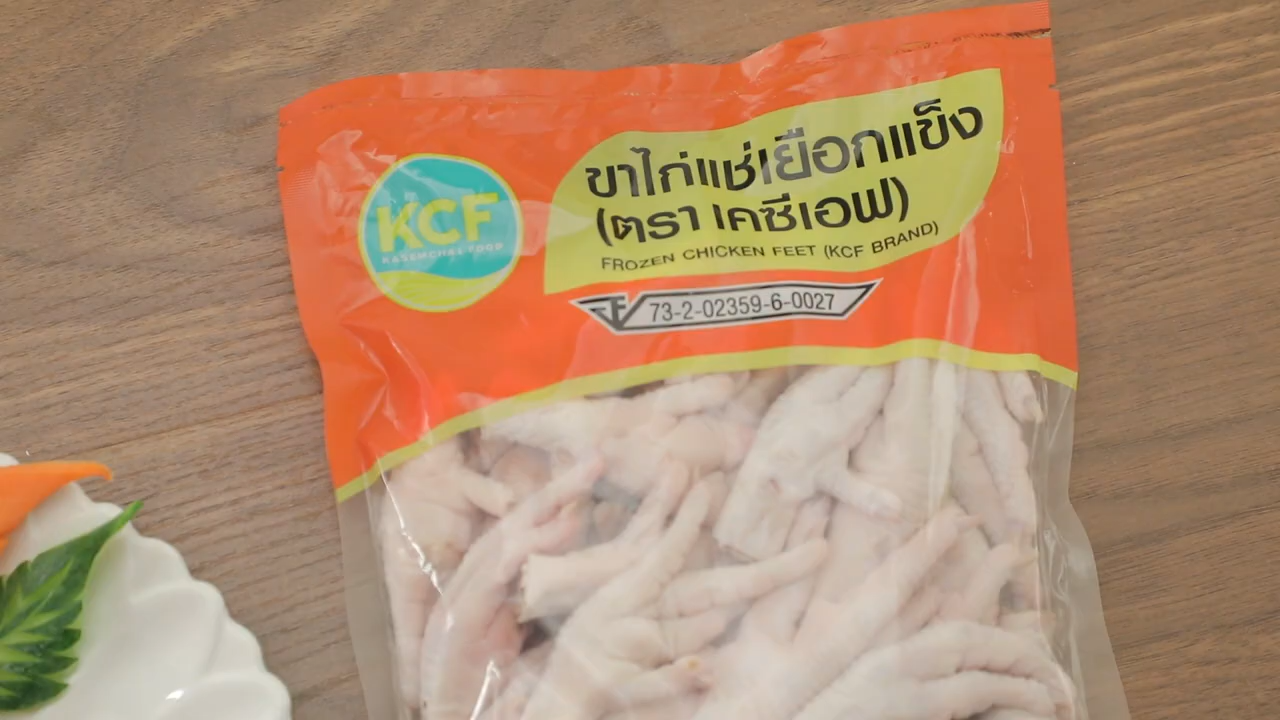 KCF
KASEMCHAI FOOD
ขาไก่แช่เยือกแข็ง
(ตรา เคซีเอฟ)
FROZEN CHICKEN FEET (KCF BRAND)
73-2-02359-6-0027